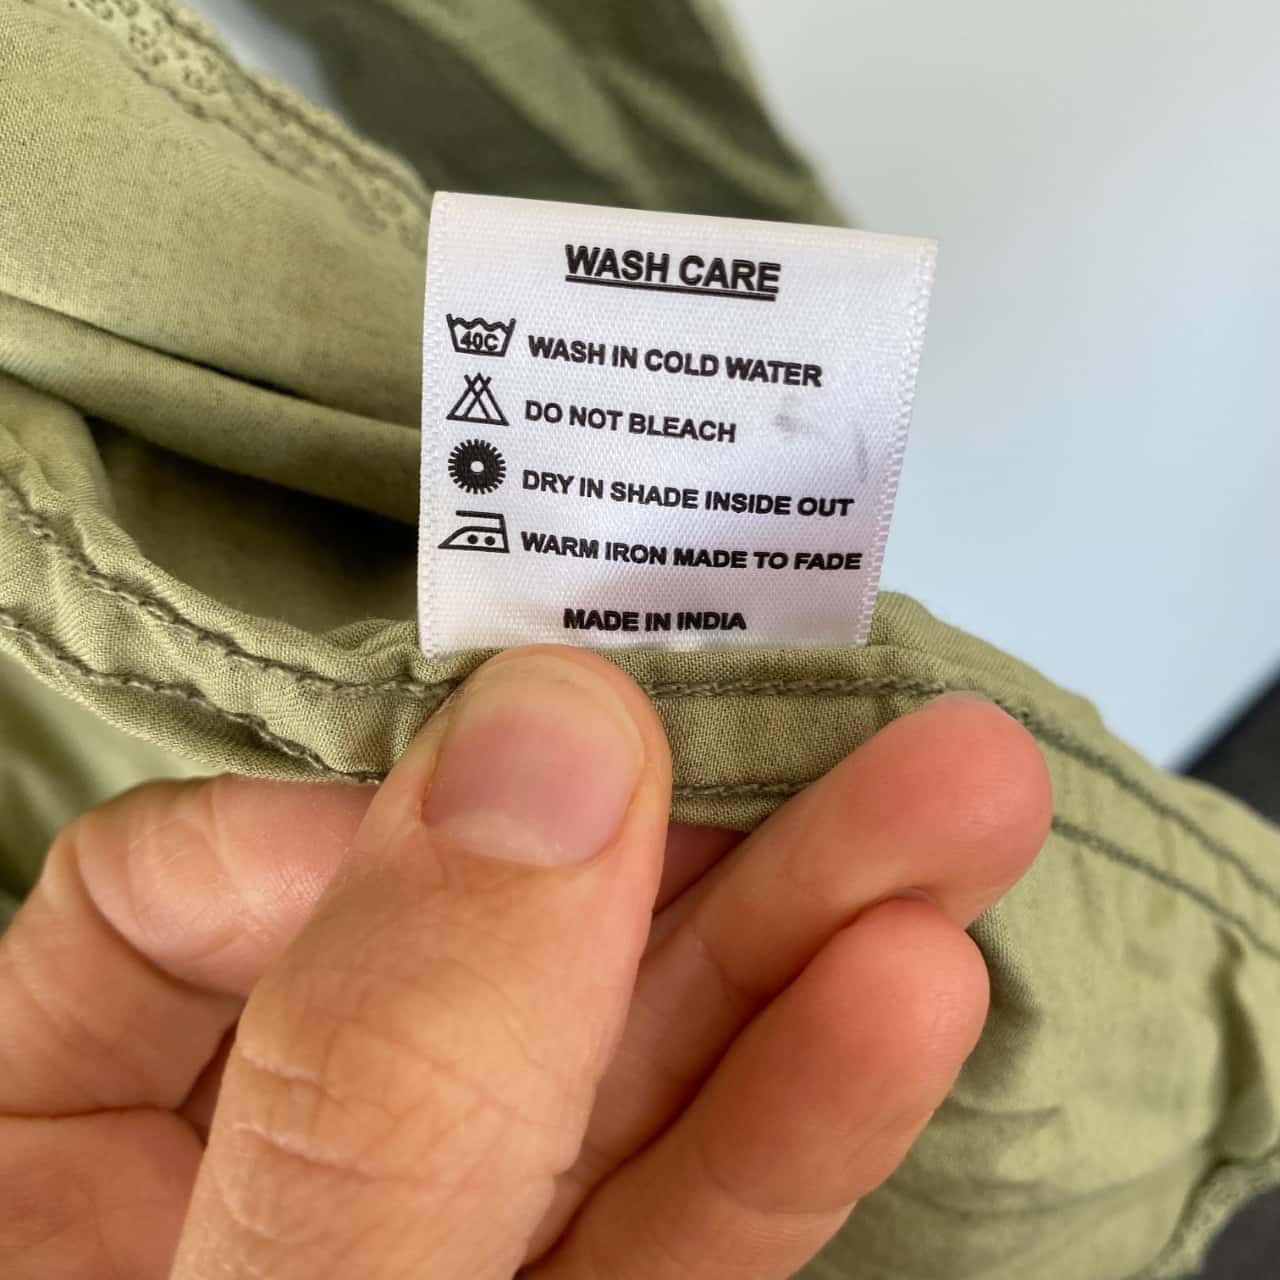 WASH CARE
40C WASH IN COLD WATER
DO NOT BLEACH
DRY IN SHADE INSIDE OUT
WARM IRON MADE TO FADE
MADE IN INDIA